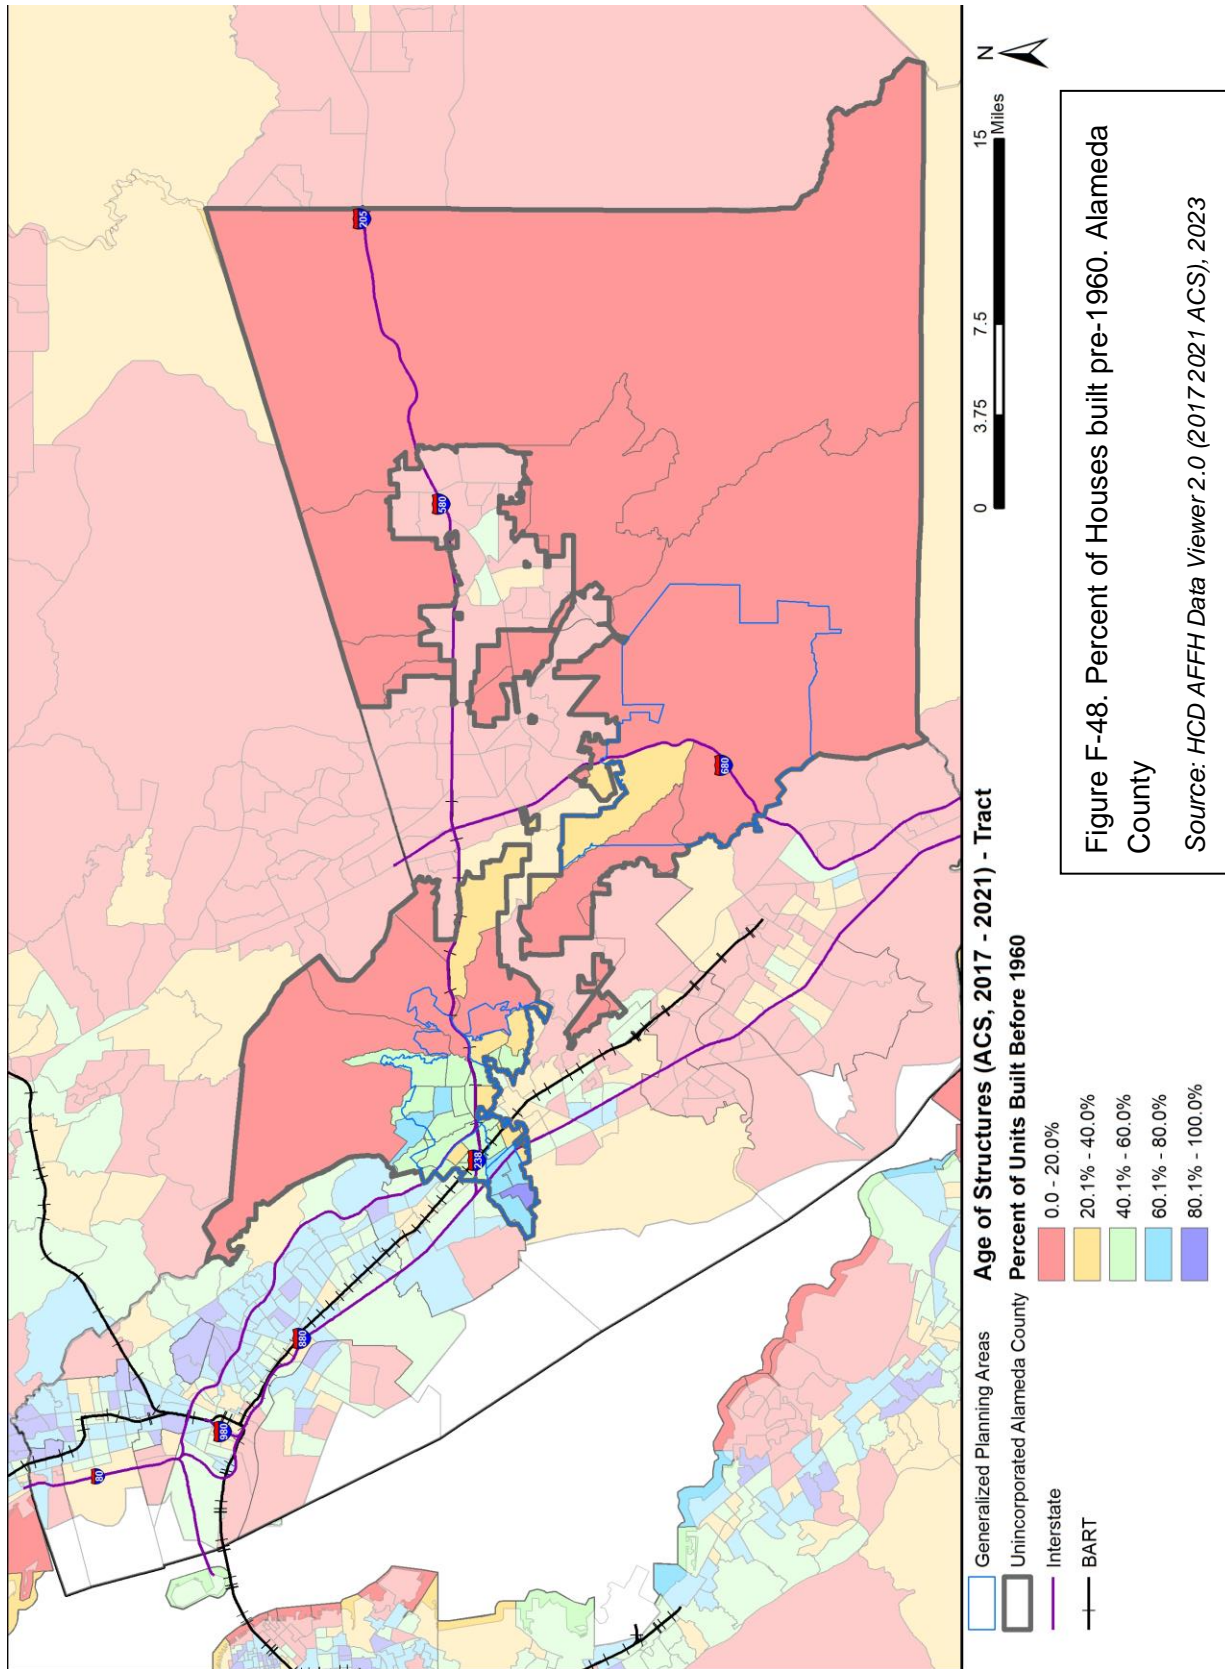 80
980
880
238
680
580
205
N
0 3.75 7.5 15
Miles
Generalized Planning Areas
Unincorporated Alameda County
Interstate
BART
Age of Structures (ACS, 2017 - 2021) - Tract
Percent of Units Built Before 1960
0.0 - 20.0%
20.1% - 40.0%
40.1% - 60.0%
60.1% - 80.0%
80.1% - 100.0%
Figure F-48. Percent of Houses built pre-1960. Alameda
County
Source: HCD AFFH Data Viewer 2.0 (2017 2021 ACS), 2023